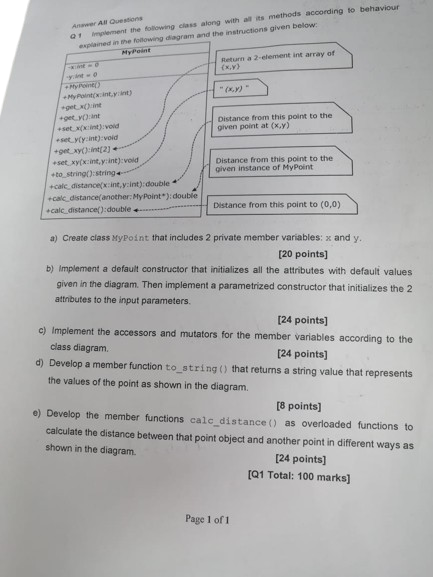 Answer All Questions
Q 1 Implement the following class along with all its methods according to behaviour
explained in the following diagram and the instructions given below:
MyPoint
-x:int = 0
-y:int = 0
+MyPoint()
+MyPoint(x:int,y:int)
+get_x():int
+get_y():int
+set_x(x:int):void
+set_y(y:int):void
+get_xy():int[2]
+set_xy(x:int,y:int):void
+to_string():string
+calc_distance(x:int,y:int):double
+calc_distance(another:MyPoint*):double
+calc_distance():double
Return a 2-element int array of
(x,y)
"(x,y)"
Distance from this point to the
given point at (x,y)
Distance from this point to the
given instance of MyPoint
Distance from this point to (0,0)
a) Create class MyPoint that includes 2 private member variables: x and y.
[20 points]
b) Implement a default constructor that initializes all the attributes with default values
given in the diagram. Then implement a parametrized constructor that initializes the 2
attributes to the input parameters.
[24 points]
c) Implement the accessors and mutators for the member variables according to the
class diagram.
[24 points]
d) Develop a member function to_string() that returns a string value that represents
the values of the point as shown in the diagram.
[8 points]
e) Develop the member functions calc_distance() as overloaded functions to
calculate the distance between that point object and another point in different ways as
shown in the diagram.
[24 points]
[Q1 Total: 100 marks]
Page 1 of 1